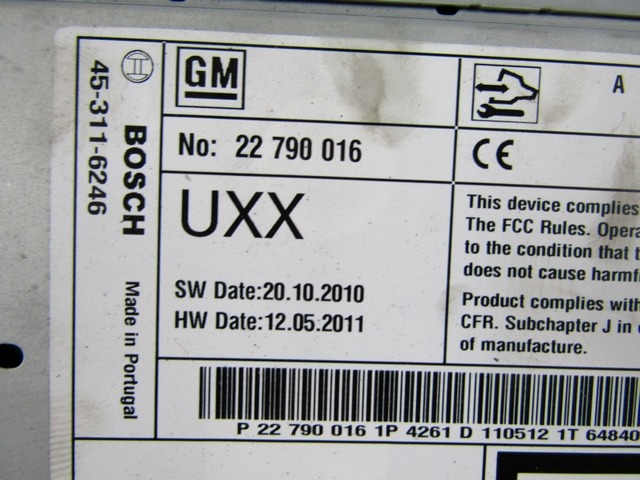 45-311-6246
BOSCH
Made in Portugal
GM
A
No: 22 790 016
CE
UXX
This device complies
The FCC Rules. Opera
to the condition that t
does not cause harmf
SW Date:20.10.2010
HW Date:12.05.2011
Product complies with
CFR. Subchapter J in
of manufacture.
P 22 790 016 1P 4261 D 110512 1T 64840